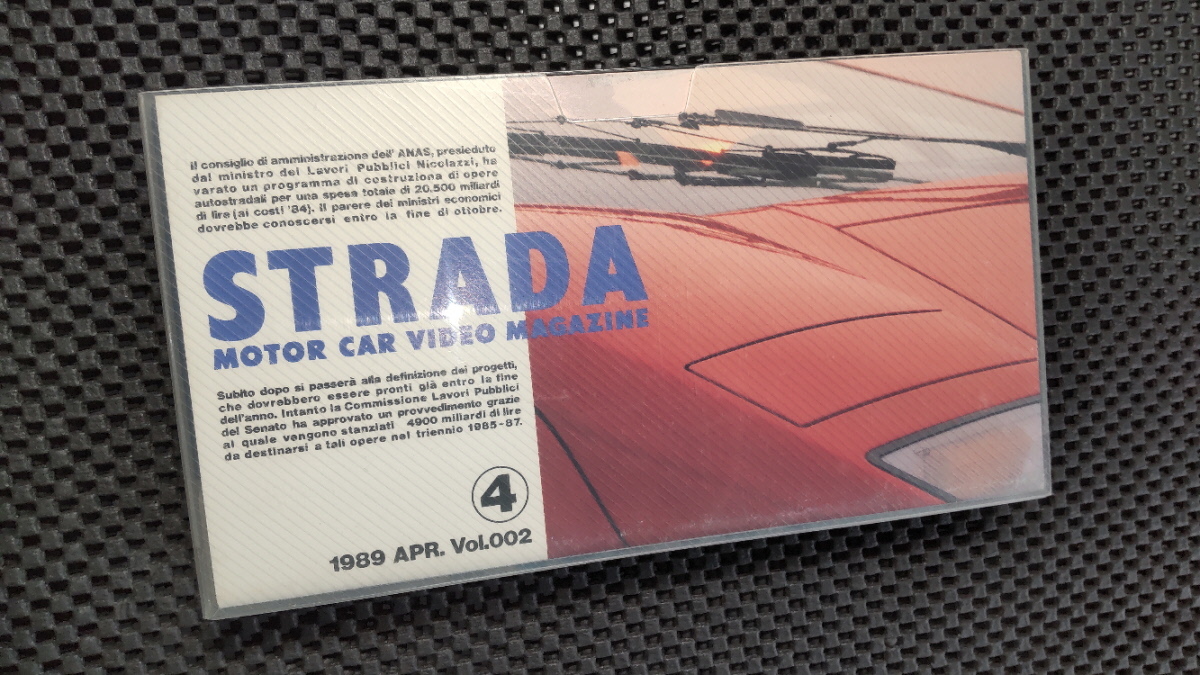 Il consiglio di amministraziona dell' ANAS, presieduto
dal ministro del Lavori Pubblici Nicolazzi, ha
varato un programma di costruziona di opere
autostradali per una spesa totale di 20.500 miliardi
di lire (ai costi '84). Il parere dei ministri economici
dovrebbe conoscersi entro la fine di ottobre.
STRADA
MOTOR CAR VIDEO MAGAZINE
Subito dopo si passerà alla definizione dei progetti,
che dovrebbero essere pronti già entro la fine
dell'anno. Intanto la Commissione Lavori Pubblici
del Senato ha approvato un provvedimento grazie
al quale vengono stanziati 4900 miliardi di lire
da destinarsi a tali opere nel triennio 1985-87.
4
1989 APR. Vol.002